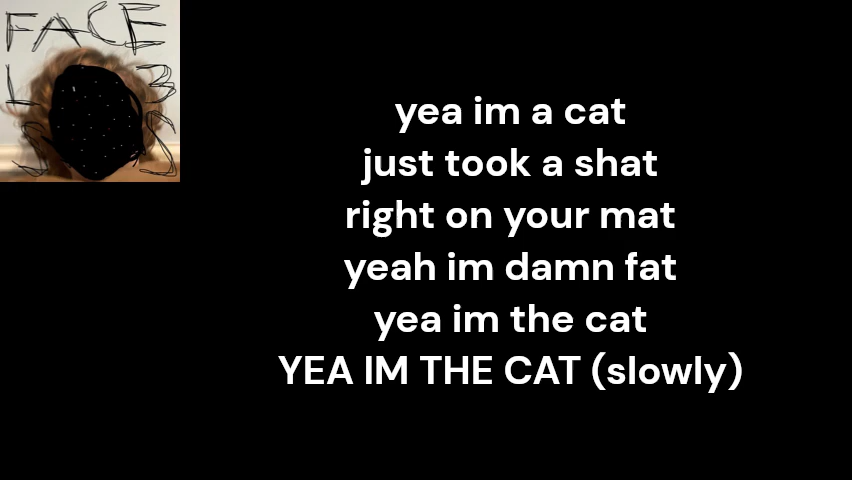 FACE
L B
S S
yea im a cat
just took a shat
right on your mat
yeah im damn fat
yea im the cat
YEA IM THE CAT (slowly)